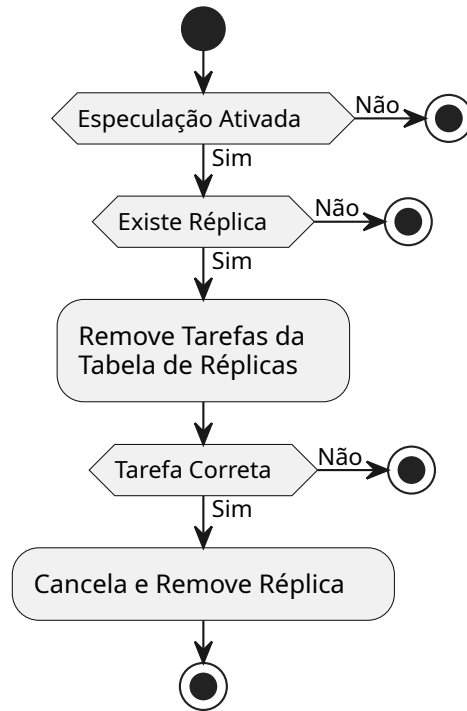 Especulação Ativada
Não
Sim
Existe Réplica
Não
Sim
Remove Tarefas da
Tabela de Réplicas
Tarefa Correta
Não
Sim
Cancela e Remove Réplica